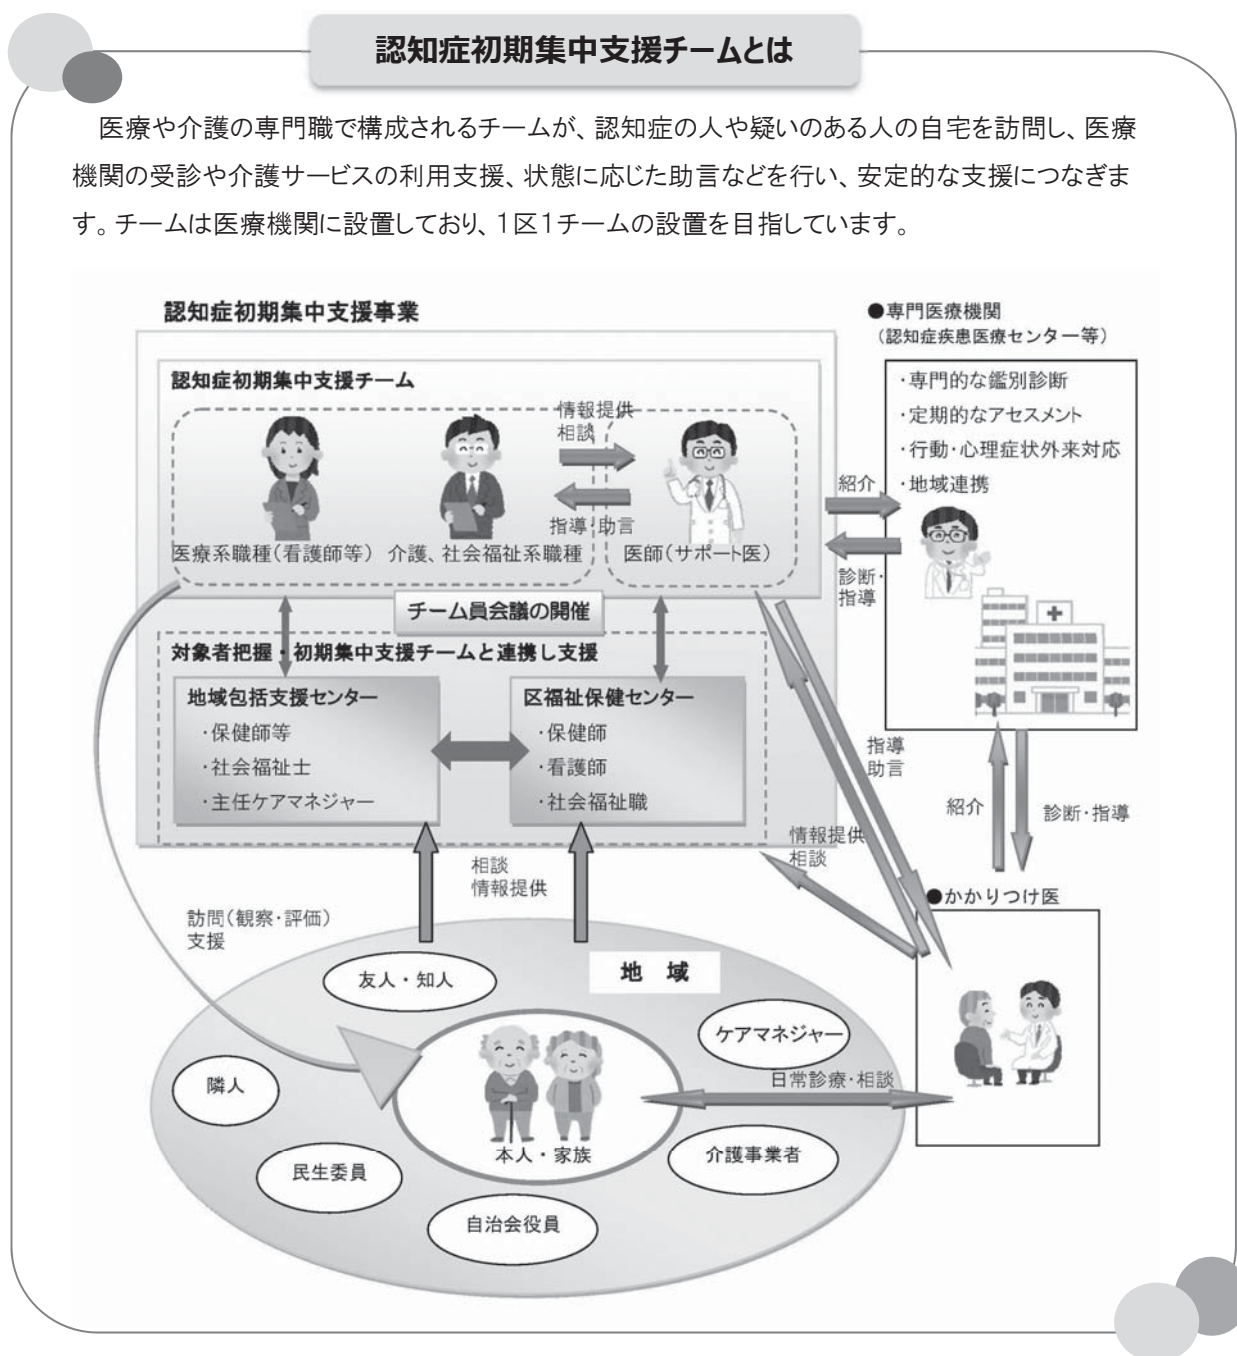 認知症初期集中支援チームとは
医療や介護の専門職で構成されるチームが、認知症の人や疑いのある人の自宅を訪問し、医療
機関の受診や介護サービスの利用支援、状態に応じた助言などを行い、安定的な支援につなぎま
す。チームは医療機関に設置しており、1区1チームの設置を目指しています。
認知症初期集中支援事業
認知症初期集中支援チーム
情報提供
相談
指導・助言
医療系職種(看護師等)
介護、社会福祉系職種
医師(サポート医)
チーム員会議の開催
対象者把握・初期集中支援チームと連携し支援
地域包括支援センター
・保健師等
・社会福祉士
・主任ケアマネジャー
区福祉保健センター
・保健師
・看護師
・社会福祉職
●専門医療機関
(認知症疾患医療センター等)
・専門的な鑑別診断
・定期的なアセスメント
・行動・心理症状外来対応
・地域連携
紹介
診断・
指導
指導
助言
紹介
診断・指導
情報提供
相談
相談
情報提供
訪問(観察・評価)
支援
●かかりつけ医
地域
友人・知人
ケアマネジャー
日常診療・相談
隣人
本人・家族
介護事業者
民生委員
自治会役員